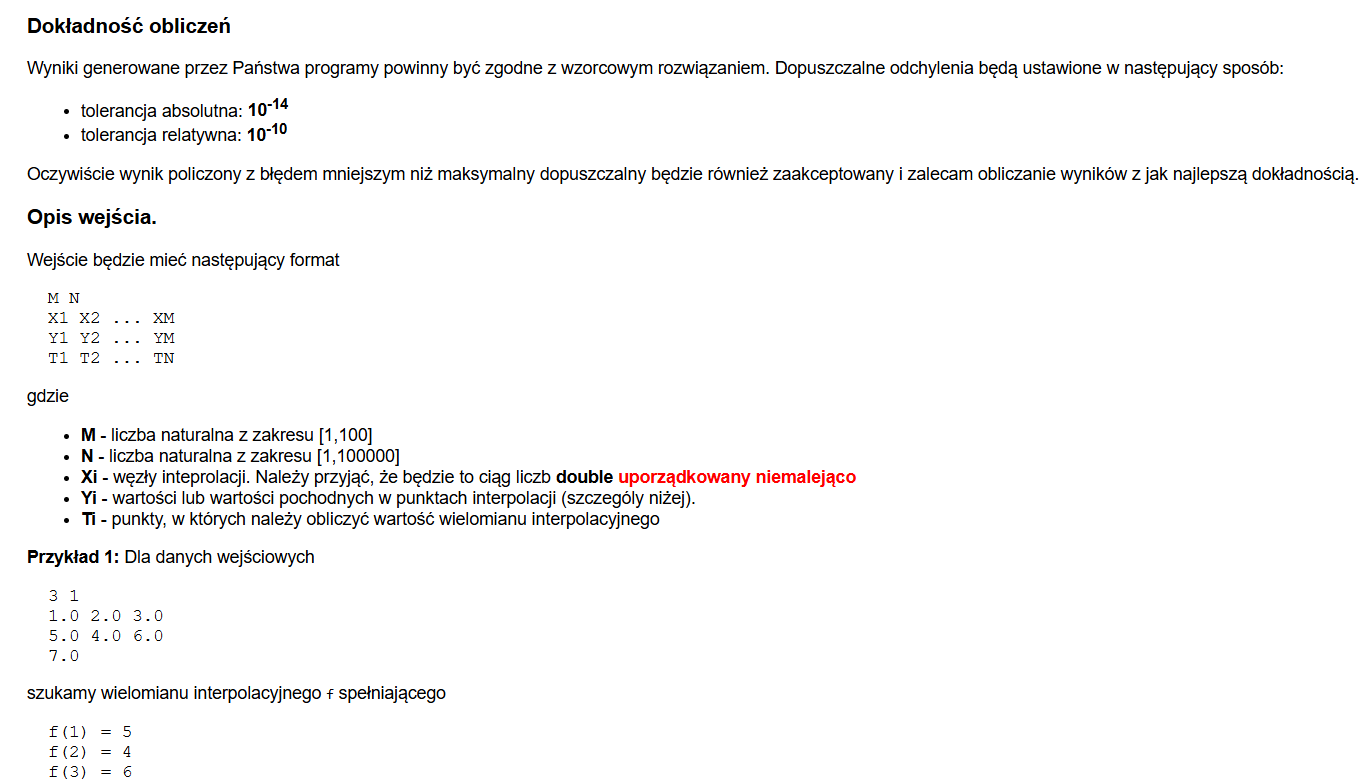 Dokładność obliczeń
Wyniki generowane przez Państwa programy powinny być zgodne z wzorcowym rozwiązaniem. Dopuszczalne odchylenia będą ustawione w następujący sposób:
• tolerancja absolutna: 10^-14
• tolerancja relatywna: 10^-10
Oczywiście wynik policzony z błędem mniejszym niż maksymalny dopuszczalny będzie również zaakceptowany i zalecam obliczanie wyników z jak najlepszą dokładnością.
Opis wejścia.
Wejście będzie mieć następujący format
M N
X1 X2 ... XM
Y1 Y2 ... YM
T1 T2 ... TN
gdzie
• M - liczba naturalna z zakresu [1,100]
• N - liczba naturalna z zakresu [1,100000]
• Xi - węzły inteprolacji. Należy przyjąć, że będzie to ciąg liczb double uporządkowany niemalejąco
• Yi - wartości lub wartości pochodnych w punktach interpolacji (szczegóły niżej).
• Ti - punkty, w których należy obliczyć wartość wielomianu interpolacyjnego
Przykład 1: Dla danych wejściowych
3 1
1.0 2.0 3.0
5.0 4.0 6.0
7.0
szukamy wielomianu interpolacyjnego f spełniającego
f(1) = 5
f(2) = 4
f(3) = 6